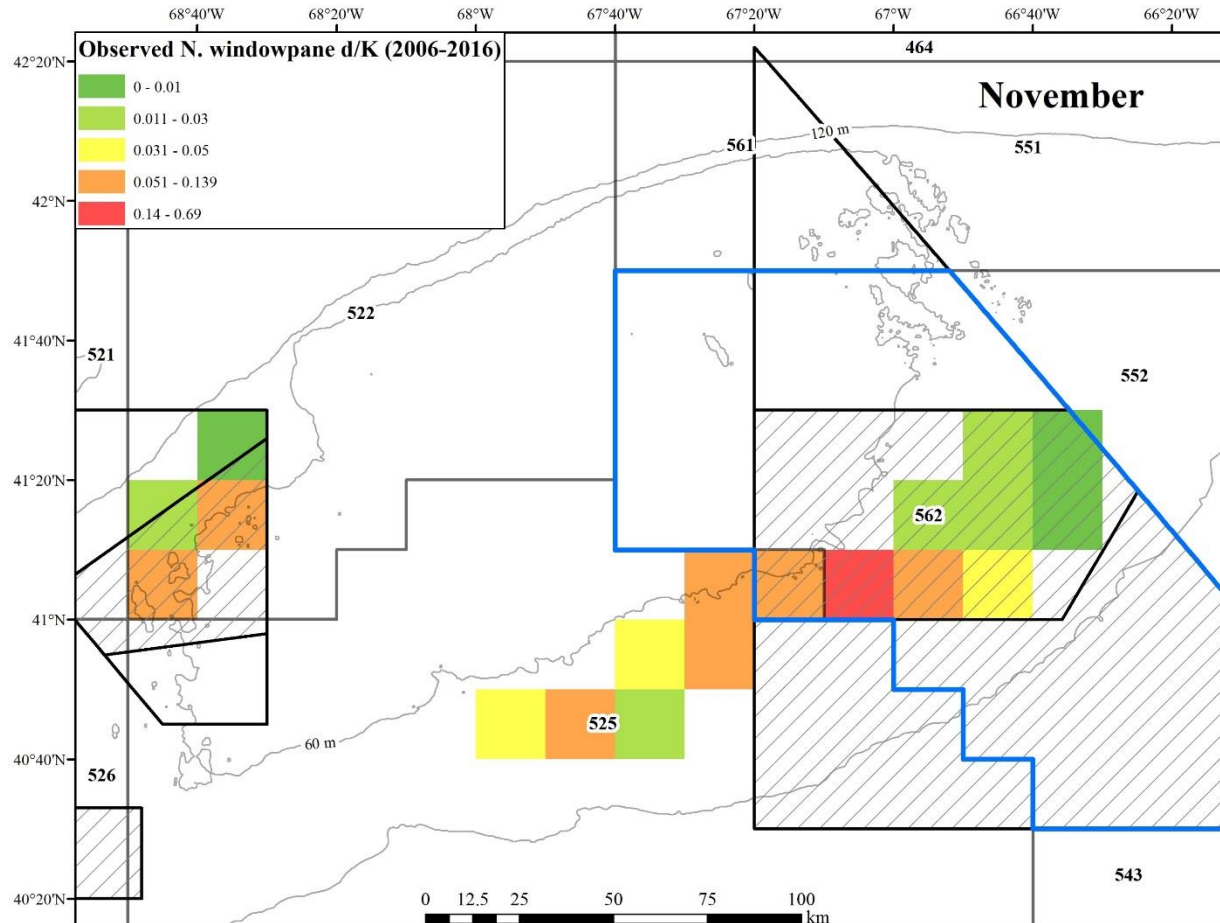 68°40'W 68°20'W 68°W 67°40'W 67°20'W 67°W 66°40'W 66°20'W
Observed N. windowpane d/K (2006-2016)
0 - 0.01
0.011 - 0.03
0.031 - 0.05
0.051 - 0.139
0.14 - 0.69
November
42°20'N
42°N
41°40'N
41°20'N
41°N
40°40'N
40°20'N
464
561
120 m
551
522
521
552
562
525
60 m
526
543
0 12.5 25 50 75 100
km